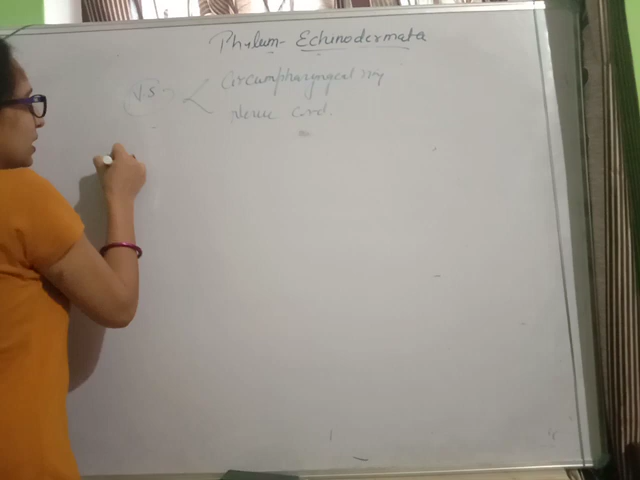 Phylum- Echinodermata
N.S. < Circumpharyngeal ring
nerve cord.